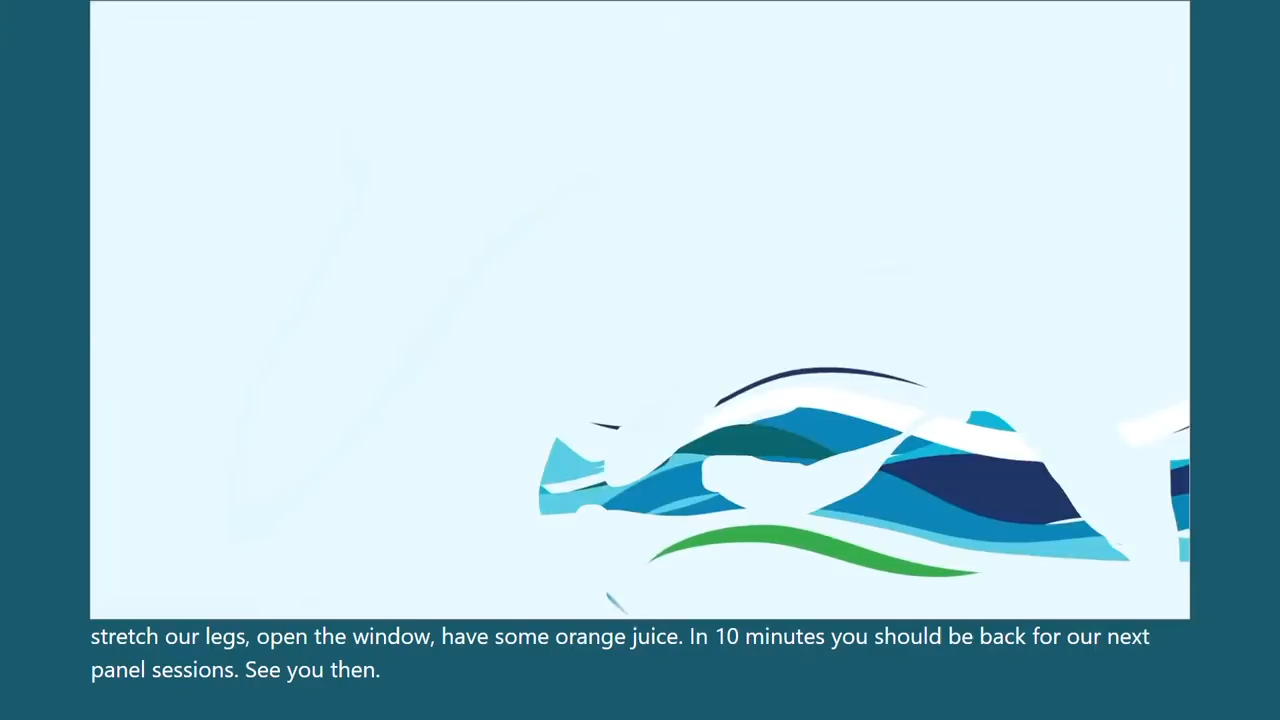 stretch our legs, open the window, have some orange juice. In 10 minutes you should be back for our next
panel sessions. See you then.